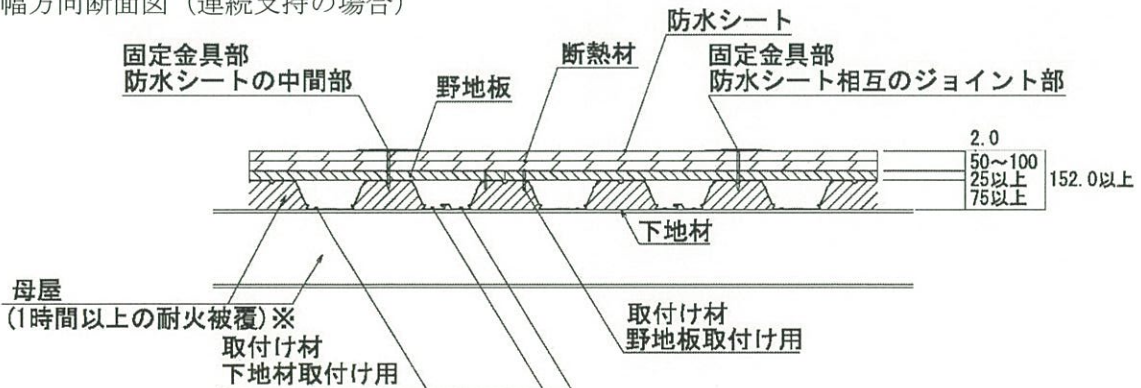 幅方向断面図（連続支持の場合）
防水シート
固定金具部
防水シートの中間部
断熱材
固定金具部
防水シート相互のジョイント部
野地板
2.0
50～100
25以上
75以上
152.0以上
下地材
母屋
(1時間以上の耐火被覆)※
取付け材
野地板取付け用
取付け材
下地材取付け用